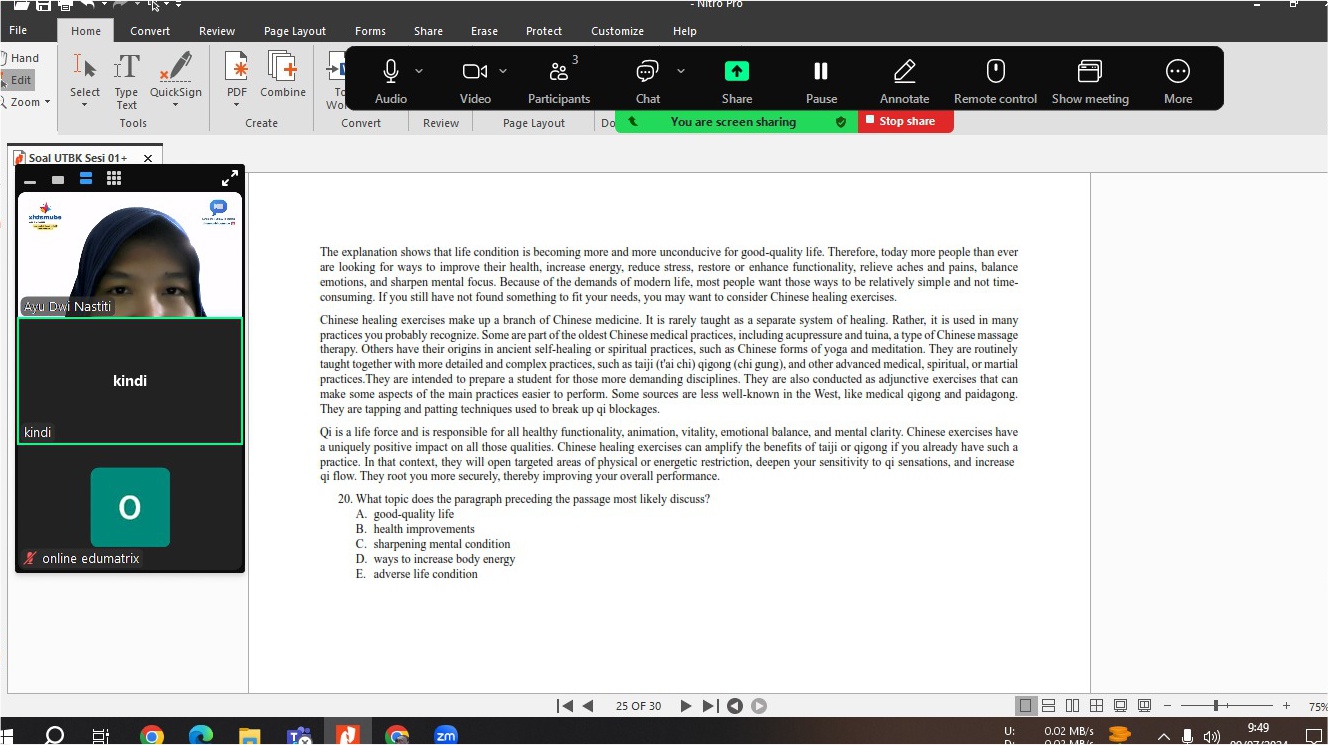 - Nitro Pro
File Home Convert Review Page Layout Forms Share Erase Protect Customize Help
Hand
Edit
Zoom
Select
Type
Text
QuickSign
Tools
PDF
Combine
Create
To
Convert
Review
Page Layout
Do
Audio
Video
3
Participants
Chat
Share
Pause
Annotate
Remote control
Show meeting
More
You are screen sharing
Stop share
Soal UTBK Sesi 01+
Ayu Dwi Nastiti
kindi
kindi
O
online edumatrix
The explanation shows that life condition is becoming more and more unconducive for good-quality life. Therefore, today more people than ever
are looking for ways to improve their health, increase energy, reduce stress, restore or enhance functionality, relieve aches and pains, balance
emotions, and sharpen mental focus. Because of the demands of modern life, most people want those ways to be relatively simple and not time-
consuming. If you still have not found something to fit your needs, you may want to consider Chinese healing exercises.
Chinese healing exercises make up a branch of Chinese medicine. It is rarely taught as a separate system of healing. Rather, it is used in many
practices you probably recognize. Some are part of the oldest Chinese medical practices, including acupressure and tuina, a type of Chinese massage
therapy. Others have their origins in ancient self-healing or spiritual practices, such as Chinese forms of yoga and meditation. They are routinely
taught together with more detailed and complex practices, such as taiji (t'ai chi) qigong (chi gung), and other advanced medical, spiritual, or martial
practices.They are intended to prepare a student for those more demanding disciplines. They are also conducted as adjunctive exercises that can
make some aspects of the main practices easier to perform. Some sources are less well-known in the West, like medical qigong and paidagong.
They are tapping and patting techniques used to break up qi blockages.
Qi is a life force and is responsible for all healthy functionality, animation, vitality, emotional balance, and mental clarity. Chinese exercises have
a uniquely positive impact on all those qualities. Chinese healing exercises can amplify the benefits of taiji or qigong if you already have such a
practice. In that context, they will open targeted areas of physical or energetic restriction, deepen your sensitivity to qi sensations, and increase
qi flow. They root you more securely, thereby improving your overall performance.
20. What topic does the paragraph preceding the passage most likely discuss?
A. good-quality life
B. health improvements
C. sharpening mental condition
D. ways to increase body energy
E. adverse life condition
25 OF 30
75%
zm
U: 0.02 MB/s
9:49